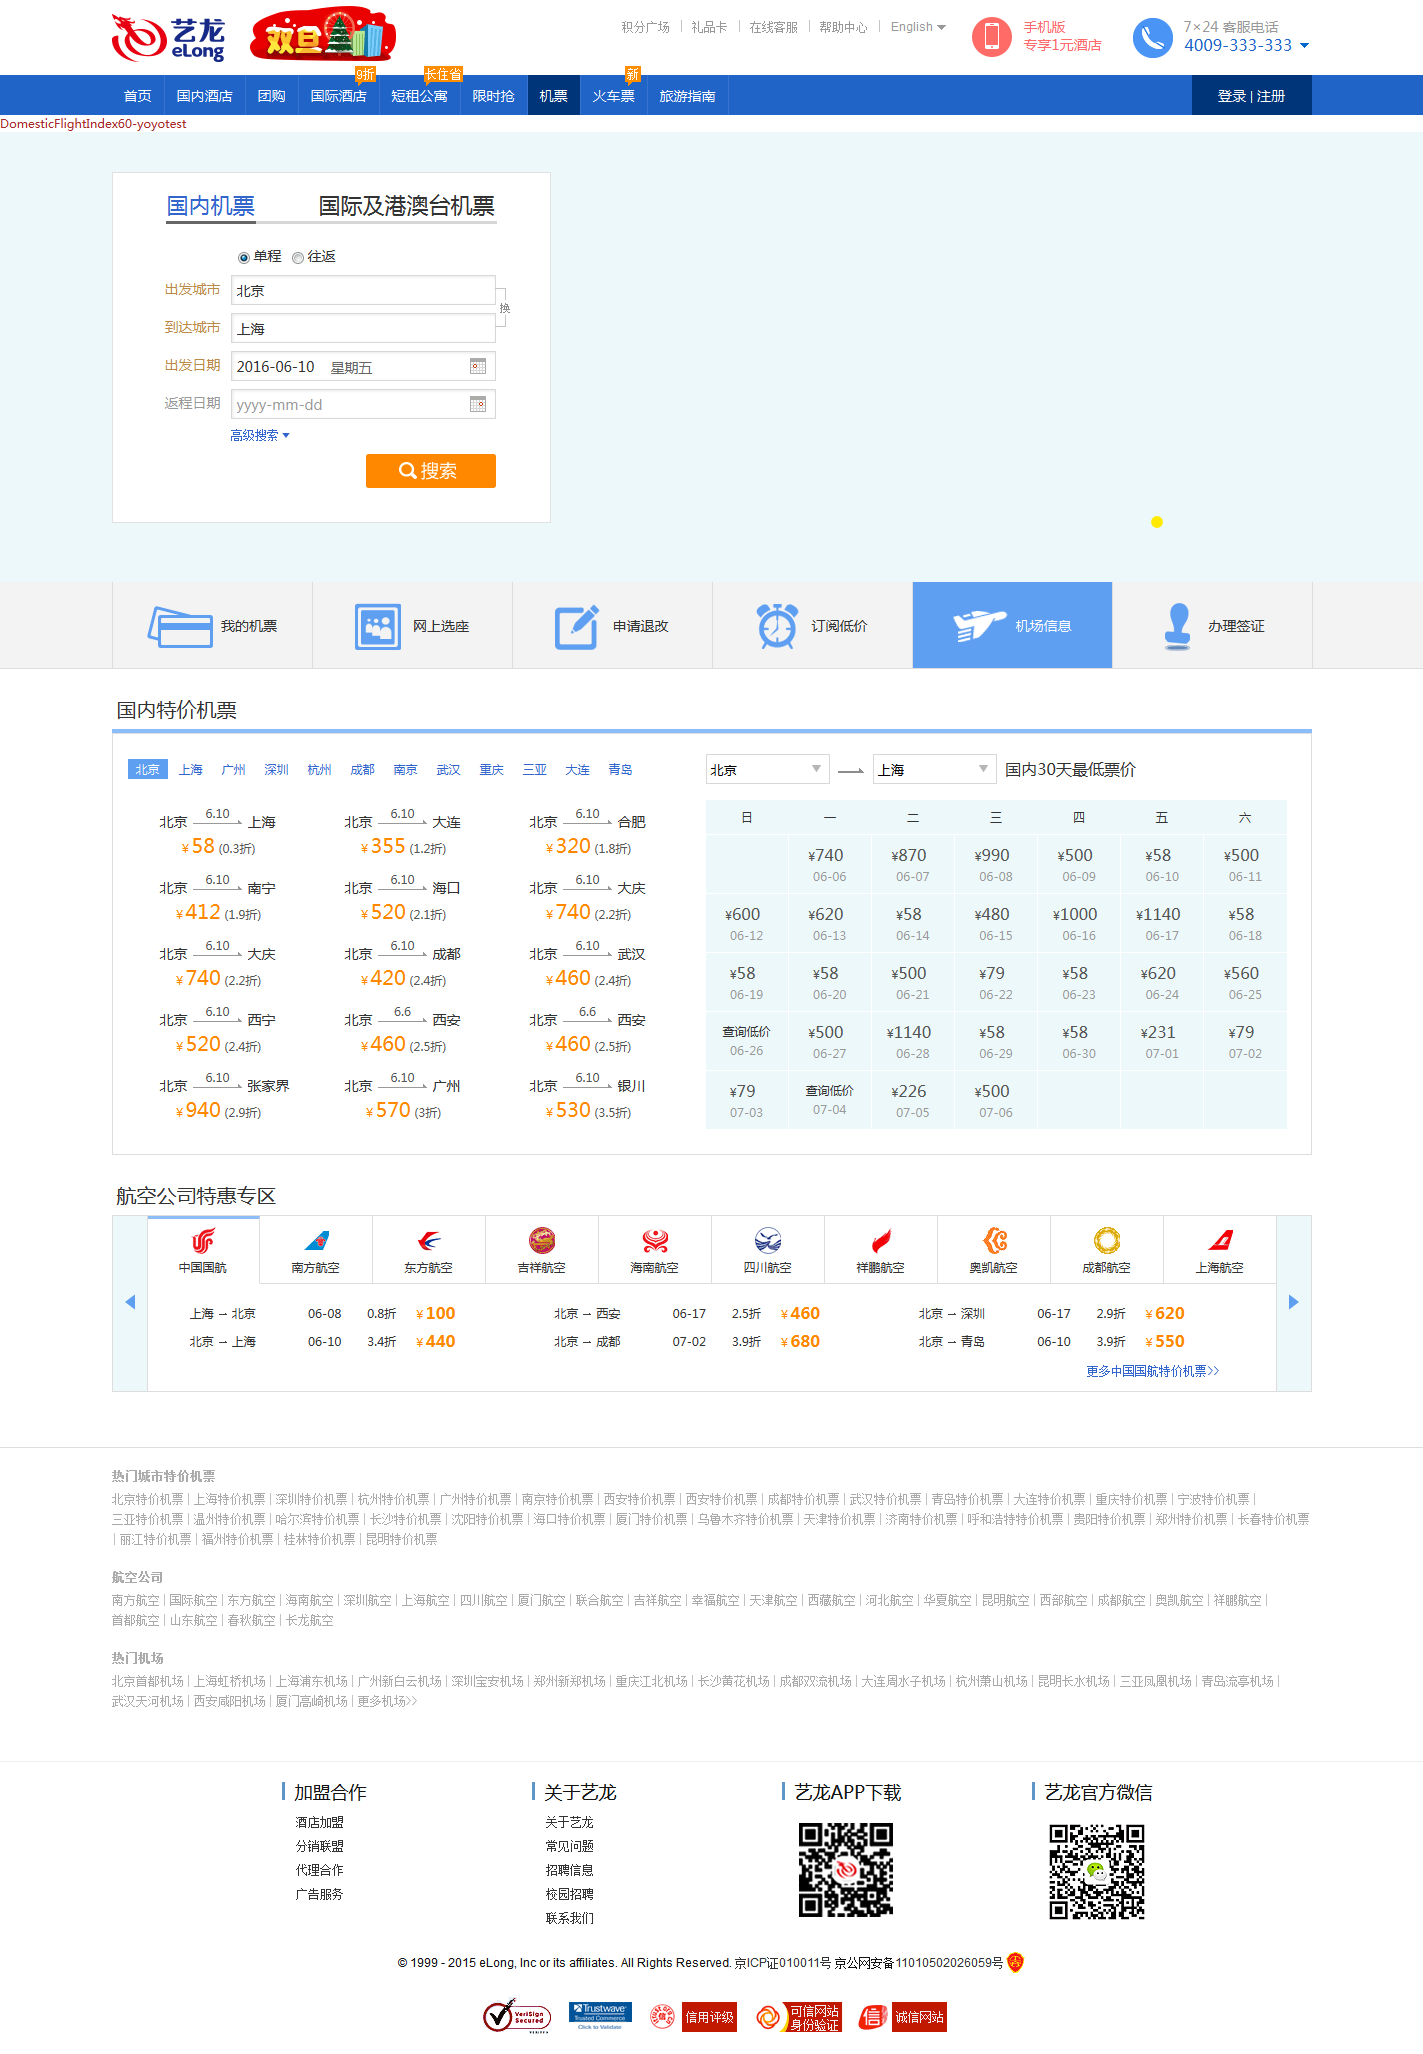 艺龙
eLong
双旦
积分广场 礼品卡 在线客服 帮助中心 English
手机版
专享1元酒店
7×24 客服电话
4009-333-333
9折 长住省 新
首页 国内酒店 团购 国际酒店 短租公寓 限时抢 机票 火车票 旅游指南 登录 | 注册
DomesticFlightIndex60-yoyotest
国内机票 国际及港澳台机票
单程 往返
出发城市 北京
换
到达城市 上海
出发日期 2016-06-10 星期五
返程日期 yyyy-mm-dd
高级搜索
搜索
我的机票 网上选座 申请退改 订阅低价 机场信息 办理签证
国内特价机票
北京 上海 广州 深圳 杭州 成都 南京 武汉 重庆 三亚 大连 青岛
北京 6.10 上海 北京 6.10 大连 北京 6.10 合肥
¥58 (0.3折) ¥355 (1.2折) ¥320 (1.8折)
北京 6.10 南宁 北京 6.10 海口 北京 6.10 大庆
¥412 (1.9折) ¥520 (2.1折) ¥740 (2.2折)
北京 6.10 大庆 北京 6.10 成都 北京 6.10 武汉
¥740 (2.2折) ¥420 (2.4折) ¥460 (2.4折)
北京 6.10 西宁 北京 6.6 西安 北京 6.6 西安
¥520 (2.4折) ¥460 (2.5折) ¥460 (2.5折)
北京 6.10 张家界 北京 6.10 广州 北京 6.10 银川
¥940 (2.9折) ¥570 (3折) ¥530 (3.5折)
北京 上海 国内30天最低票价
日 一 二 三 四 五 六
¥740 ¥870 ¥990 ¥500 ¥58 ¥500
06-06 06-07 06-08 06-09 06-10 06-11
¥600 ¥620 ¥58 ¥480 ¥1000 ¥1140 ¥58
06-12 06-13 06-14 06-15 06-16 06-17 06-18
¥58 ¥58 ¥500 ¥79 ¥58 ¥620 ¥560
06-19 06-20 06-21 06-22 06-23 06-24 06-25
查询低价 ¥500 ¥1140 ¥58 ¥58 ¥231 ¥79
06-26 06-27 06-28 06-29 06-30 07-01 07-02
¥79 查询低价 ¥226 ¥500
07-03 07-04 07-05 07-06
航空公司特惠专区
中国国航 南方航空 东方航空 吉祥航空 海南航空 四川航空 祥鹏航空 奥凯航空 成都航空 上海航空
上海 – 北京 06-08 0.8折 ¥100 北京 – 西安 06-17 2.5折 ¥460 北京 – 深圳 06-17 2.9折 ¥620
北京 – 上海 06-10 3.4折 ¥440 北京 – 成都 07-02 3.9折 ¥680 北京 – 青岛 06-10 3.9折 ¥550
更多中国国航特价机票>>
热门城市特价机票
北京特价机票 | 上海特价机票 | 深圳特价机票 | 杭州特价机票 | 广州特价机票 | 南京特价机票 | 西安特价机票 | 西安特价机票 | 成都特价机票 | 武汉特价机票 | 青岛特价机票 | 大连特价机票 | 重庆特价机票 | 宁波特价机票 |
三亚特价机票 | 温州特价机票 | 哈尔滨特价机票 | 长沙特价机票 | 沈阳特价机票 | 海口特价机票 | 厦门特价机票 | 乌鲁木齐特价机票 | 天津特价机票 | 济南特价机票 | 呼和浩特特价机票 | 贵阳特价机票 | 郑州特价机票 | 长春特价机票
| 丽江特价机票 | 福州特价机票 | 桂林特价机票 | 昆明特价机票
航空公司
南方航空 | 国际航空 | 东方航空 | 海南航空 | 深圳航空 | 上海航空 | 四川航空 | 厦门航空 | 联合航空 | 吉祥航空 | 幸福航空 | 天津航空 | 西藏航空 | 河北航空 | 华夏航空 | 昆明航空 | 西部航空 | 成都航空 | 奥凯航空 | 祥鹏航空 |
首都航空 | 山东航空 | 春秋航空 | 长龙航空
热门机场
北京首都机场 | 上海虹桥机场 | 上海浦东机场 | 广州新白云机场 | 深圳宝安机场 | 郑州新郑机场 | 重庆江北机场 | 长沙黄花机场 | 成都双流机场 | 大连周水子机场 | 杭州萧山机场 | 昆明长水机场 | 三亚凤凰机场 | 青岛流亭机场 |
武汉天河机场 | 西安咸阳机场 | 厦门高崎机场 | 更多机场>>
加盟合作 关于艺龙 艺龙APP下载 艺龙官方微信
酒店加盟 关于艺龙
分销联盟 常见问题
代理合作 招聘信息
广告服务 校园招聘
联系我们
© 1999 - 2015 eLong, Inc or its affiliates. All Rights Reserved. 京ICP证010011号 京公网安备11010502026059号
VeriSign Secured Trustwave Trusted Commerce Click to Validate 信用评级 可信网站 身份验证 信 诚信网站